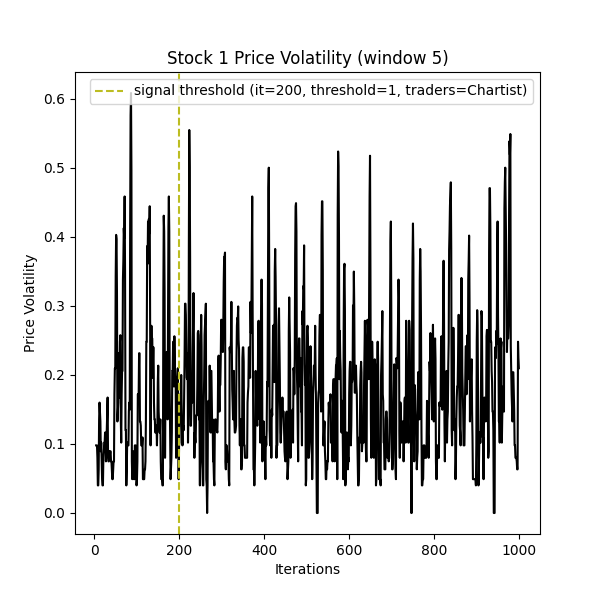 Stock 1 Price Volatility (window 5)
signal threshold (it=200, threshold=1, traders=Chartist)
Price Volatility
0.6
0.5
0.4
0.3
0.2
0.1
0.0
0 200 400 600 800 1000
Iterations